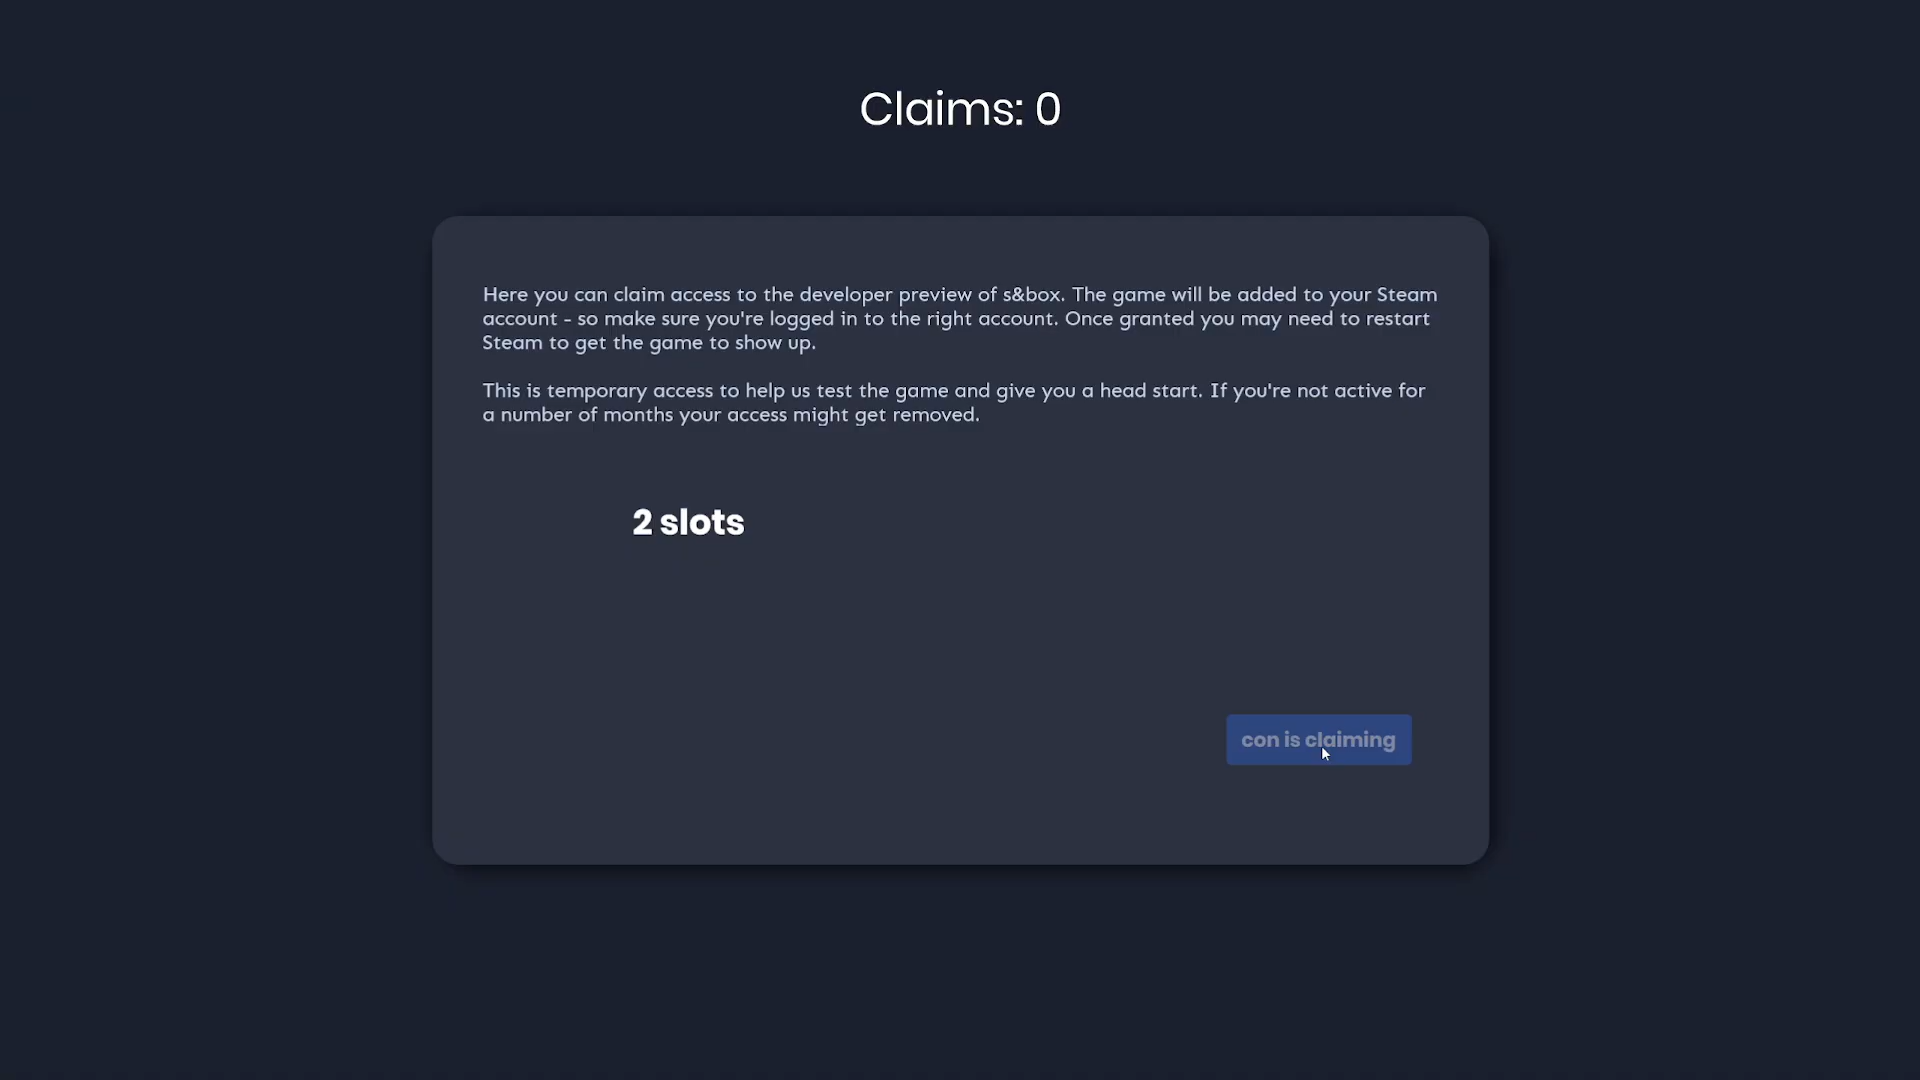 Claims: 0
Here you can claim access to the developer preview of s&box. The game will be added to your Steam
account - so make sure you're logged in to the right account. Once granted you may need to restart
Steam to get the game to show up.
This is temporary access to help us test the game and give you a head start. If you're not active for
a number of months your access might get removed.
2 slots
con is claiming